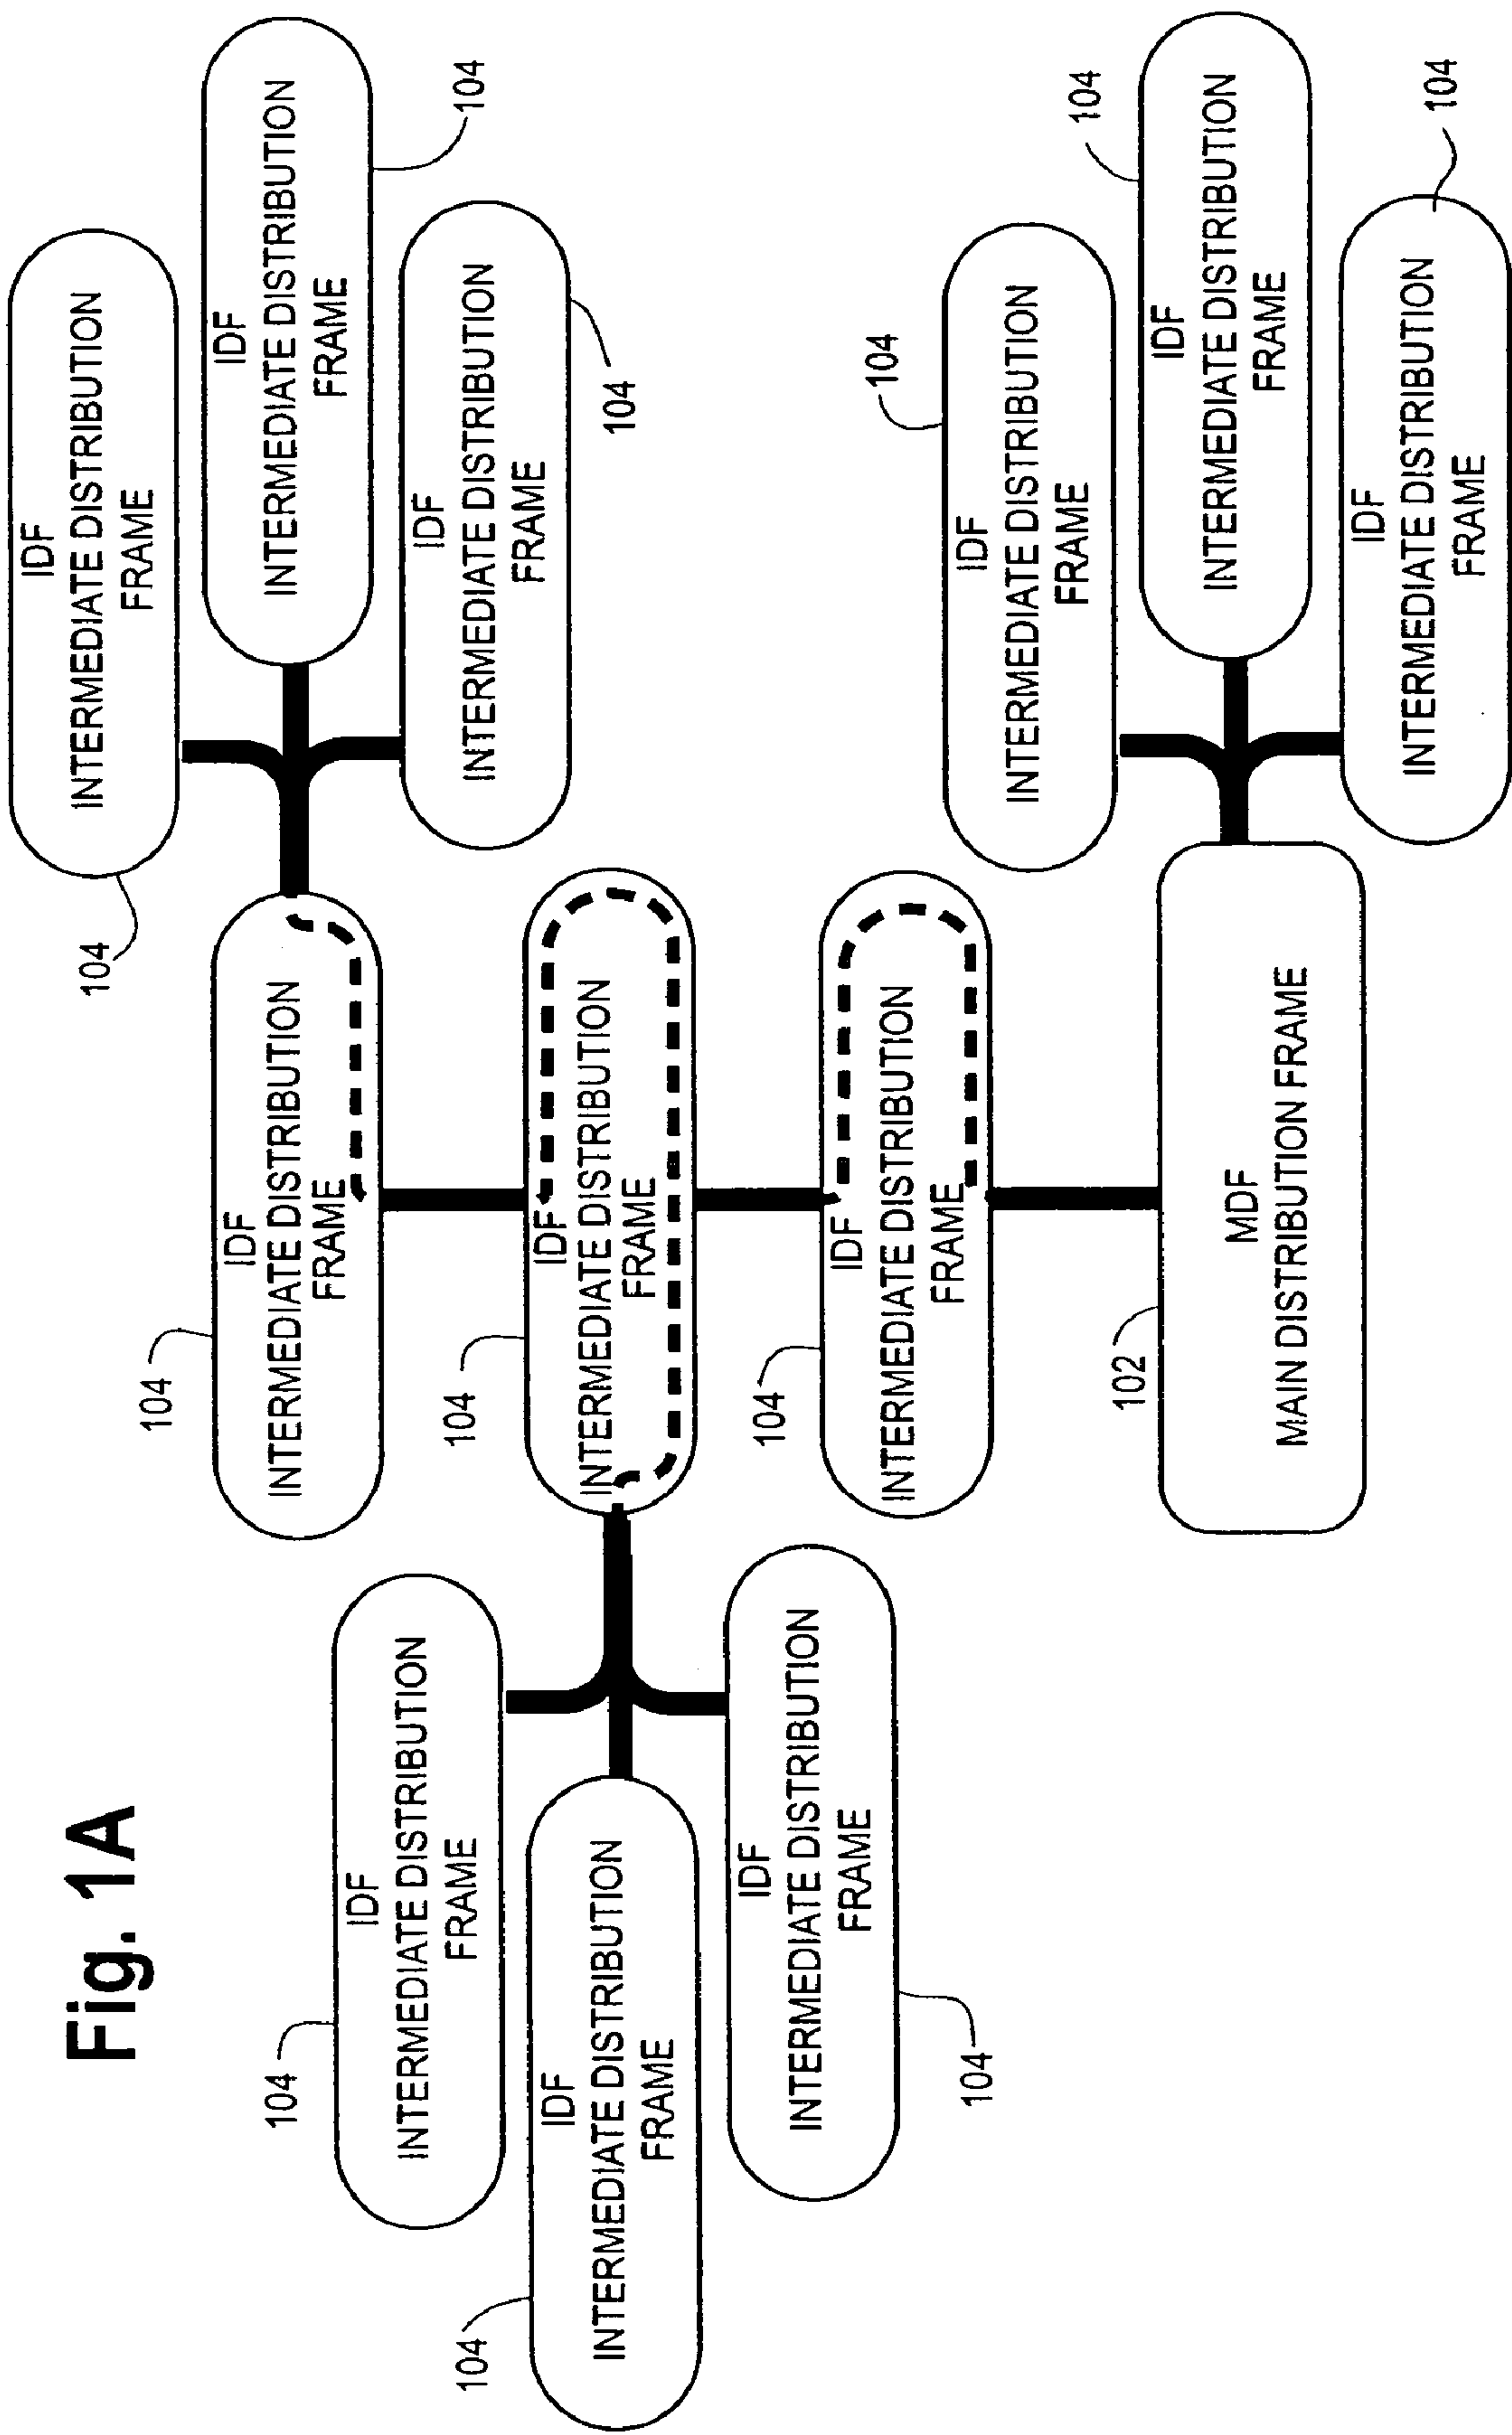 Fig. 1A
104
IDF
INTERMEDIATE DISTRIBUTION
FRAME
104
IDF
INTERMEDIATE DISTRIBUTION
FRAME
104
IDF
INTERMEDIATE DISTRIBUTION
FRAME
104
IDF
INTERMEDIATE DISTRIBUTION
FRAME
104
104
IDF
INTERMEDIATE DISTRIBUTION
FRAME
104
IDF
INTERMEDIATE DISTRIBUTION
FRAME
104
IDF
INTERMEDIATE DISTRIBUTION
FRAME
IDF
INTERMEDIATE DISTRIBUTION
FRAME
104
IDF
INTERMEDIATE DISTRIBUTION
FRAME
104
104
IDF
INTERMEDIATE DISTRIBUTION
FRAME
104
IDF
INTERMEDIATE DISTRIBUTION
FRAME
104
IDF
INTERMEDIATE DISTRIBUTION
FRAME
104
102
MDF
MAIN DISTRIBUTION FRAME